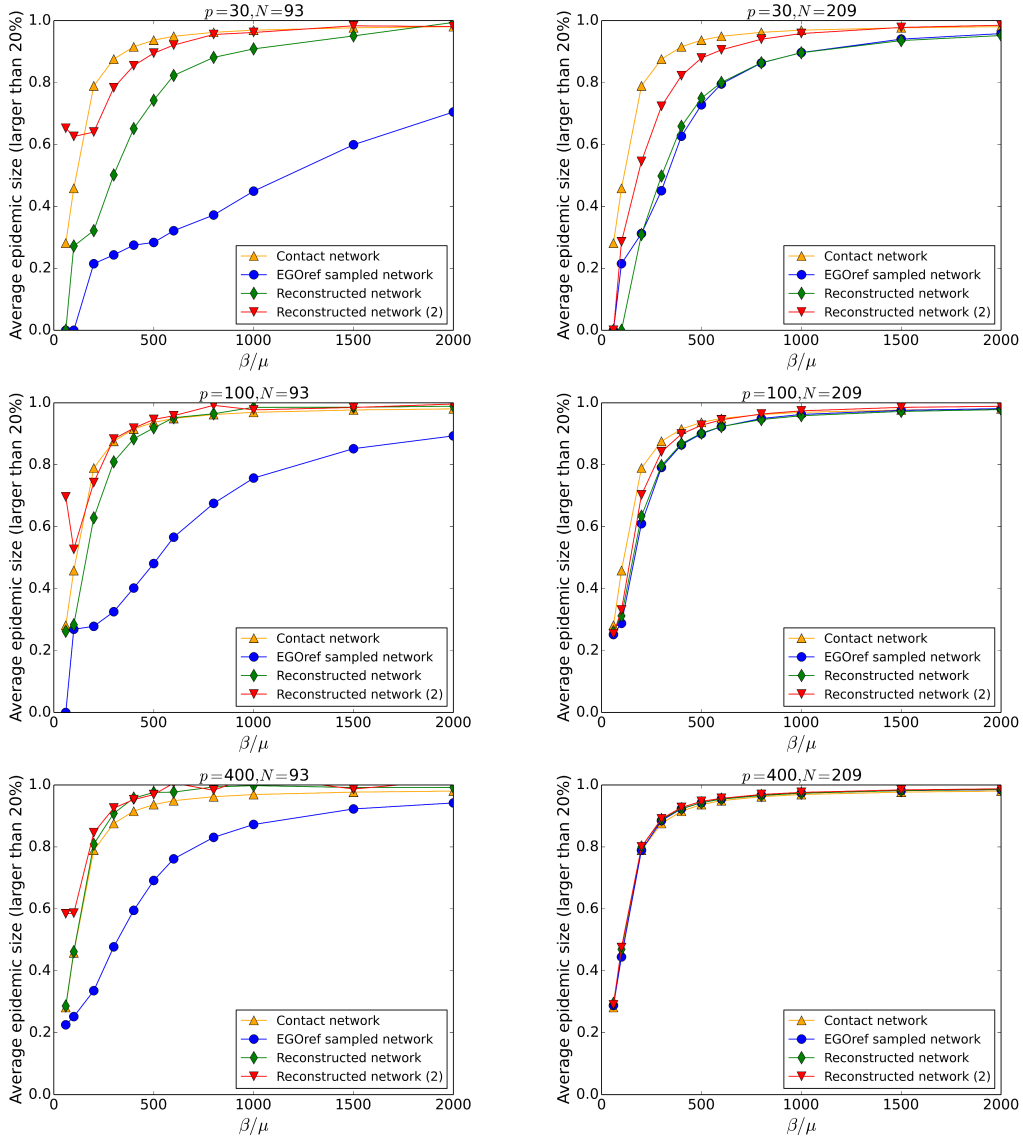 p=30,N=93
Average epidemic size (larger than 20%)
1.0
0.8
0.6
0.4
0.2
0.0
0
500
1000
1500
2000
β/μ
Contact network
EGOref sampled network
Reconstructed network
Reconstructed network (2)
p=30,N=209
Average epidemic size (larger than 20%)
1.0
0.8
0.6
0.4
0.2
0.0
0
500
1000
1500
2000
β/μ
Contact network
EGOref sampled network
Reconstructed network
Reconstructed network (2)
p=100,N=93
Average epidemic size (larger than 20%)
1.0
0.8
0.6
0.4
0.2
0.0
0
500
1000
1500
2000
β/μ
Contact network
EGOref sampled network
Reconstructed network
Reconstructed network (2)
p=100,N=209
Average epidemic size (larger than 20%)
1.0
0.8
0.6
0.4
0.2
0.0
0
500
1000
1500
2000
β/μ
Contact network
EGOref sampled network
Reconstructed network
Reconstructed network (2)
p=400,N=93
Average epidemic size (larger than 20%)
1.0
0.8
0.6
0.4
0.2
0.0
0
500
1000
1500
2000
β/μ
Contact network
EGOref sampled network
Reconstructed network
Reconstructed network (2)
p=400,N=209
Average epidemic size (larger than 20%)
1.0
0.8
0.6
0.4
0.2
0.0
0
500
1000
1500
2000
β/μ
Contact network
EGOref sampled network
Reconstructed network
Reconstructed network (2)